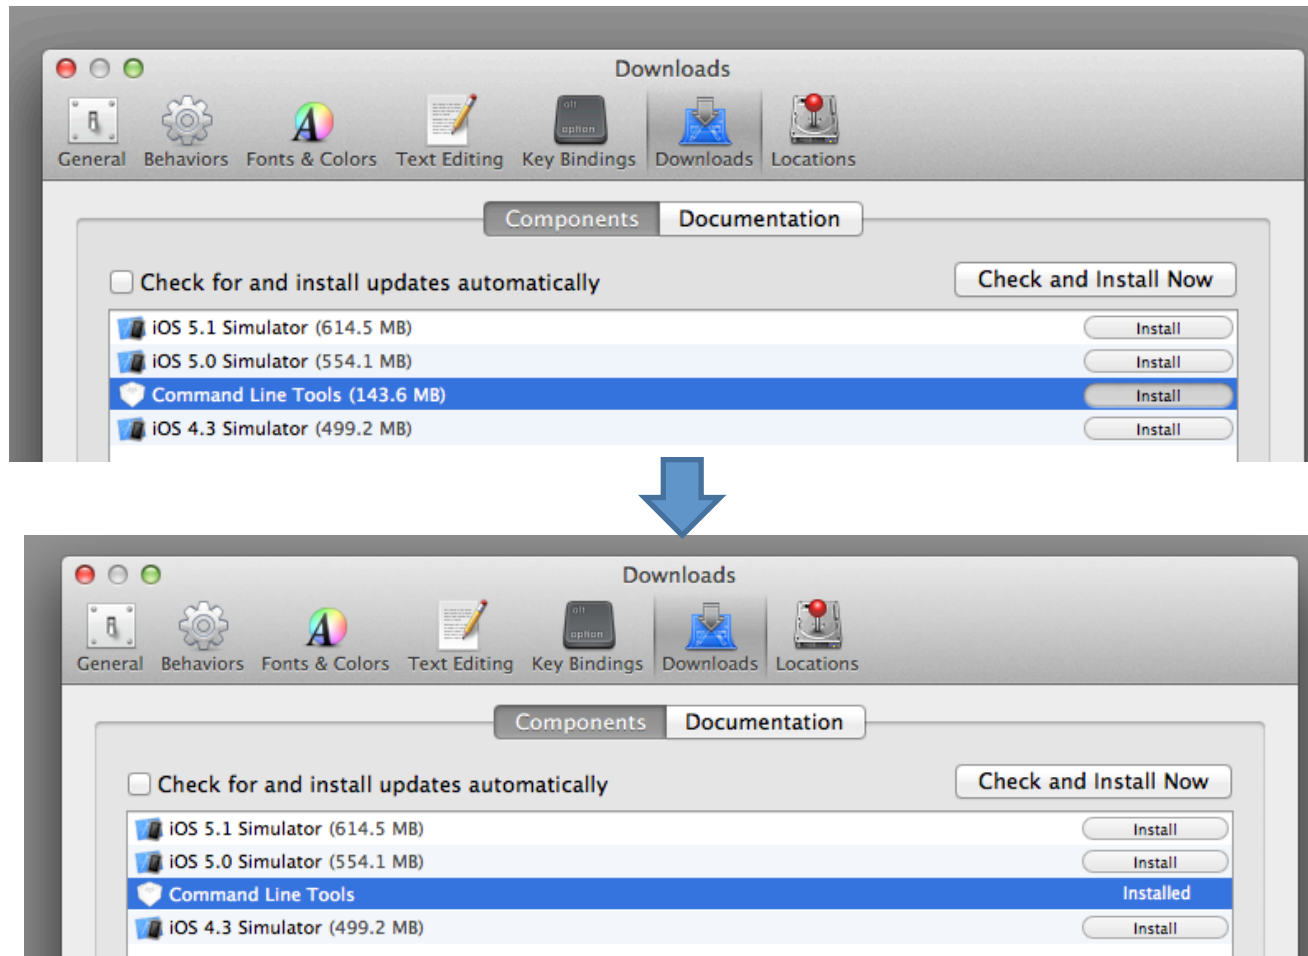 Downloads
alt
option
General Behaviors Fonts & Colors Text Editing Key Bindings Downloads Locations
Components Documentation
Check for and install updates automatically Check and Install Now
iOS 5.1 Simulator (614.5 MB) Install
iOS 5.0 Simulator (554.1 MB) Install
Command Line Tools (143.6 MB) Install
iOS 4.3 Simulator (499.2 MB) Install
Downloads
alt
option
General Behaviors Fonts & Colors Text Editing Key Bindings Downloads Locations
Components Documentation
Check for and install updates automatically Check and Install Now
iOS 5.1 Simulator (614.5 MB) Install
iOS 5.0 Simulator (554.1 MB) Install
Command Line Tools Installed
iOS 4.3 Simulator (499.2 MB) Install